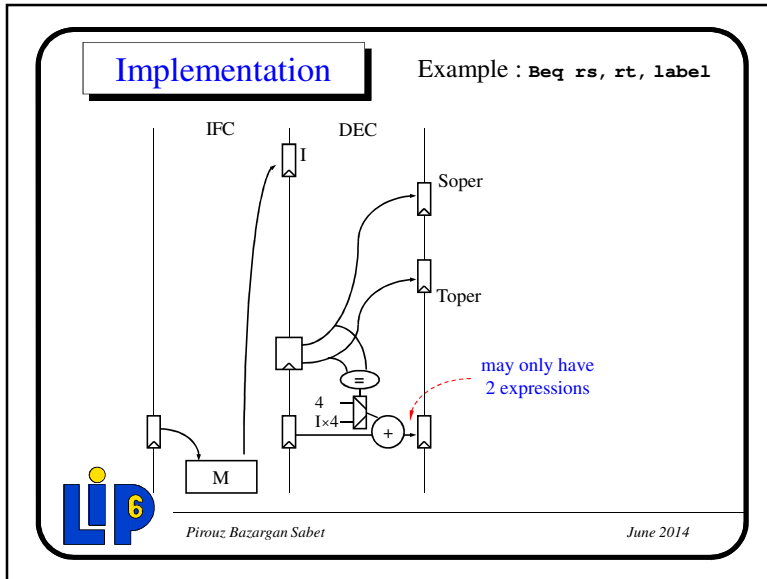 Implementation
Example : Beq rs, rt, label
IFC
DEC
I
Soper
Toper
=
may only have
2 expressions
4
I×4
+
M
LIP6
Pirouz Bazargan Sabet
June 2014